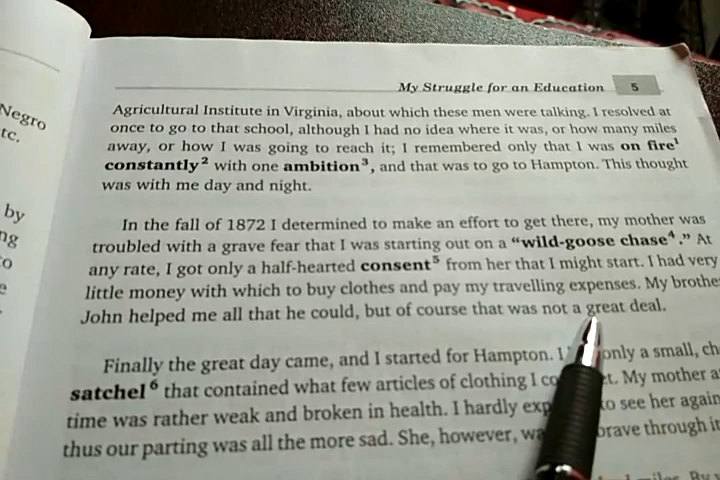 Negro
tc.
by
ng
o
e
My Struggle for an Education 5
Agricultural Institute in Virginia, about which these men were talking. I resolved at
once to go to that school, although I had no idea where it was, or how many miles
away, or how I was going to reach it; I remembered only that I was on fire¹
constantly² with one ambition³, and that was to go to Hampton. This thought
was with me day and night.
In the fall of 1872 I determined to make an effort to get there, my mother was
troubled with a grave fear that I was starting out on a “wild-goose chase⁴.” At
any rate, I got only a half-hearted consent⁵ from her that I might start. I had very
little money with which to buy clothes and pay my travelling expenses. My brothe
John helped me all that he could, but of course that was not a great deal.
Finally the great day came, and I started for Hampton. I only a small, ch
satchel⁶ that contained what few articles of clothing I co t. My mother a
time was rather weak and broken in health. I hardly exp to see her again
thus our parting was all the more sad. She, however, wa brave through it